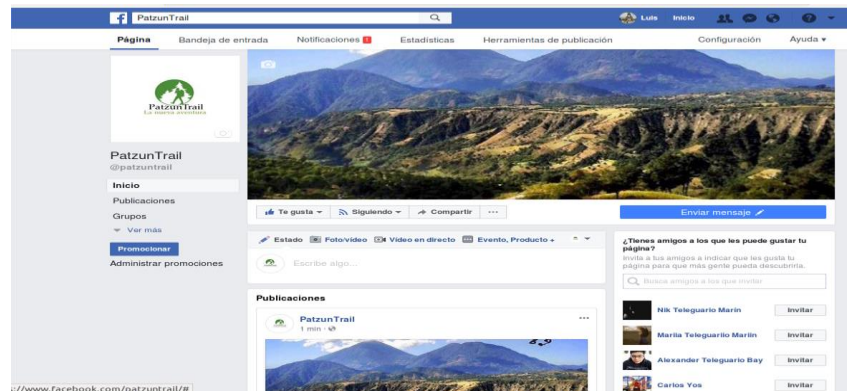 PatzunTrail
Luis Inicio
Página Bandeja de entrada Notificaciones Estadísticas Herramientas de publicación Configuración Ayuda
PatzunTrail
La nueva aventura
PatzunTrail
@patzuntrail
Inicio
Publicaciones
Grupos
Ver más
Promocionar
Administrar promociones
Te gusta Siguiendo Compartir ...
Enviar mensaje
Estado Foto/video Video en directo Evento, Producto +
Escribe algo...
Publicaciones
PatzunTrail
1 min
¿Tienes amigos a los que les puede gustar tu página?
Invita a tus amigos a indicar que les gusta tu página para que más gente pueda descubrirla.
Busca amigos a los que invitar
Nik Teleguario Marin Invitar
Marlia Teleguario Marlin Invitar
Alexander Teleguario Bay Invitar
Carlos Yos Invitar
s://www.facebook.com/patzuntrail/#